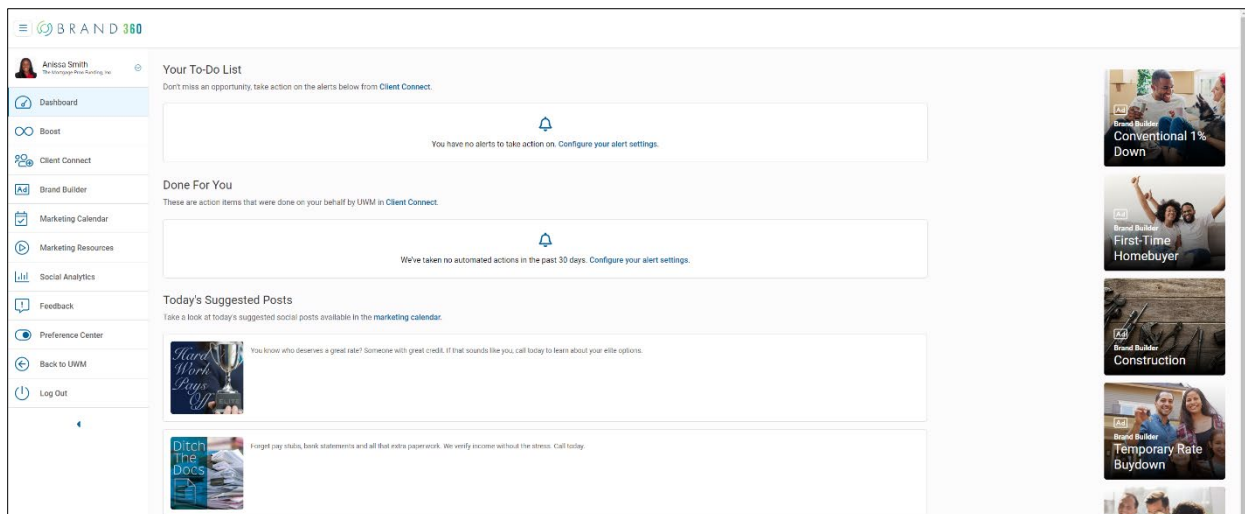 BRAND 360
Anissa Smith
The Mortgage Pros Funding, Inc
Dashboard
Boost
Client Connect
Ad
Brand Builder
Marketing Calendar
Marketing Resources
Social Analytics
Feedback
Preference Center
Back to UWM
Log Out
Your To-Do List
Don't miss an opportunity, take action on the alerts below from Client Connect.
You have no alerts to take action on. Configure your alert settings.
Done For You
These are action items that were done on your behalf by UWM in Client Connect.
We've taken no automated actions in the past 30 days. Configure your alert settings.
Today's Suggested Posts
Take a look at today's suggested social posts available in the marketing calendar.
Hard
Work
Pays
Off
ELITE
You know who deserves a great rate? Someone with great credit. If that sounds like you, call today to learn about your elite options.
Ditch
The
Docs
Forget pay stubs, bank statements and all that extra paperwork. We verify income without the stress. Call today.
Ad
Brand Builder
Conventional 1%
Down
Ad
Brand Builder
First-Time
Homebuyer
Ad
Brand Builder
Construction
Ad
Brand Builder
Temporary Rate
Buydown